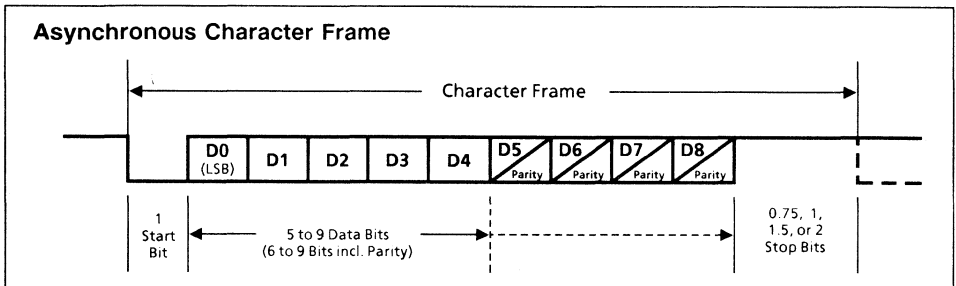 Asynchronous Character Frame
Character Frame
D0
(LSB)
D1
D2
D3
D4
D5
Parity
D6
Parity
D7
Parity
D8
Parity
1
Start
Bit
5 to 9 Data Bits
(6 to 9 Bits incl. Parity)
0.75, 1,
1.5, or 2
Stop Bits